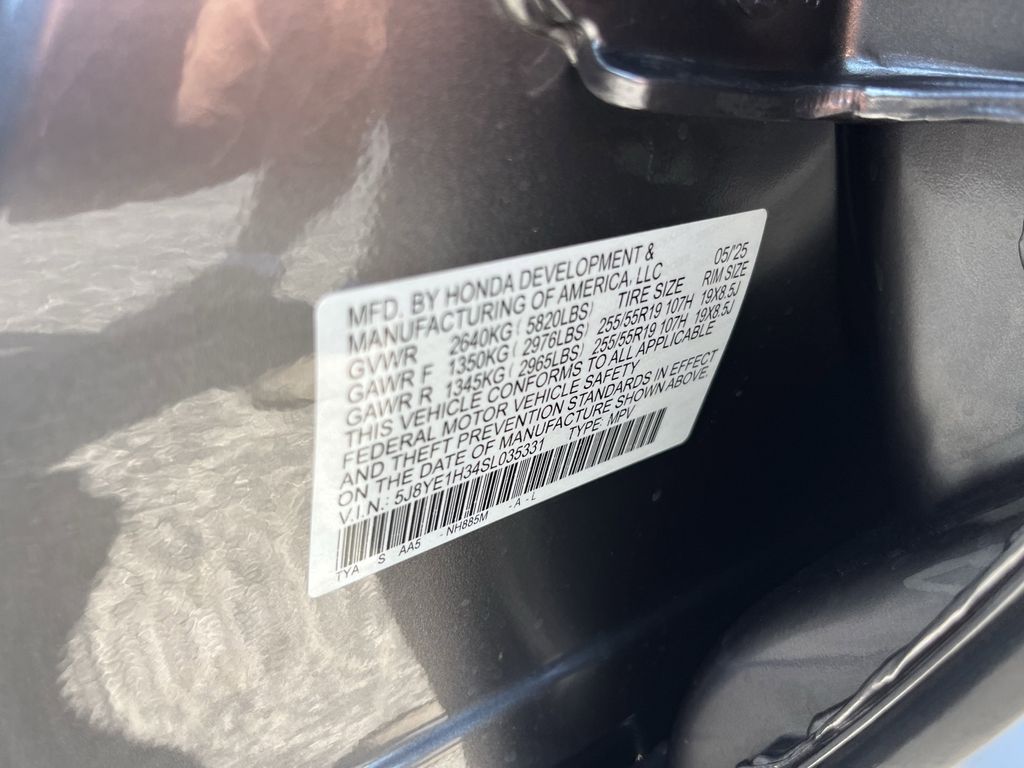 MFD. BY HONDA DEVELOPMENT & 05/'25
MANUFACTURING OF AMERICA, LLC
GVWR 2640KG ( 5820LBS) TIRE SIZE RIM SIZE
GAWR F 1350KG ( 2976LBS) 255/55R19 107H 19X8.5J
GAWR R 1345KG ( 2965LBS) 255/55R19 107H 19X8.5J
THIS VEHICLE CONFORMS TO ALL APPLICABLE
FEDERAL MOTOR VEHICLE SAFETY
AND THEFT PREVENTION STANDARDS IN EFFECT
ON THE DATE OF MANUFACTURE SHOWN ABOVE.
V.I.N.: 5J8YE1H34SL035331 TYPE: MPV
TYA S AA5 - NH885M - A - L